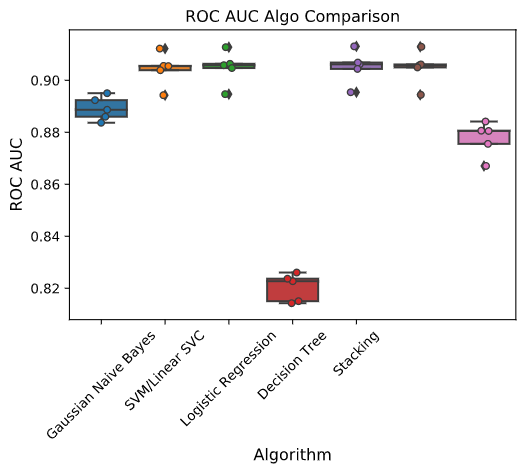 ROC AUC Algo Comparison
ROC AUC
0.90
0.88
0.86
0.84
0.82
Gaussian Naive Bayes
SVM/Linear SVC
Logistic Regression
Decision Tree
Stacking
Algorithm